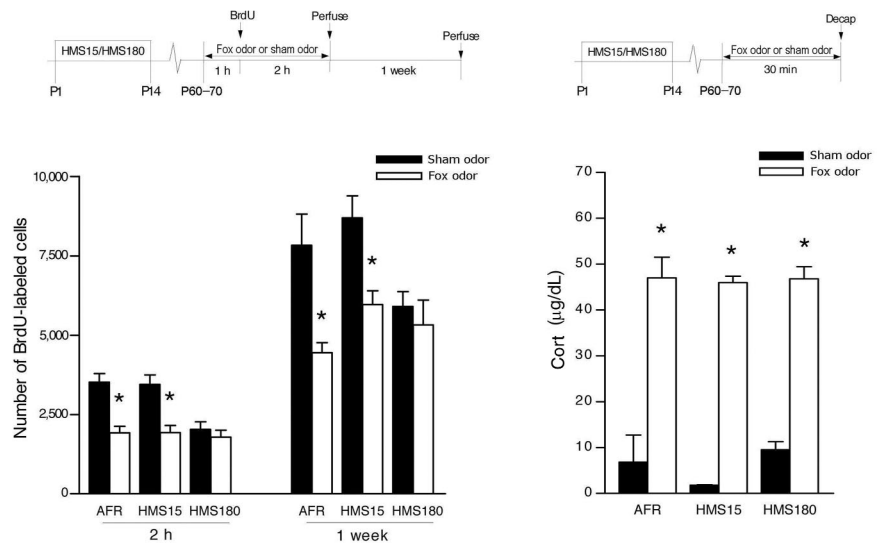 BrdU Perfuse
HMS15/HMS180 Fox odor or sham odor Perfuse
1 h 2 h 1 week
P1 P14 P60–70
Decap
HMS15/HMS180 Fox odor or sham odor
30 min
P1 P14 P60–70
Sham odor
Fox odor
Number of BrdU-labeled cells
10,000
7,500
5,000
2,500
0
* * * *
AFR HMS15 HMS180 AFR HMS15 HMS180
2 h 1 week
Sham odor
Fox odor
Cort (µg/dL)
70
60
50
40
30
20
10
0
* * *
AFR HMS15 HMS180